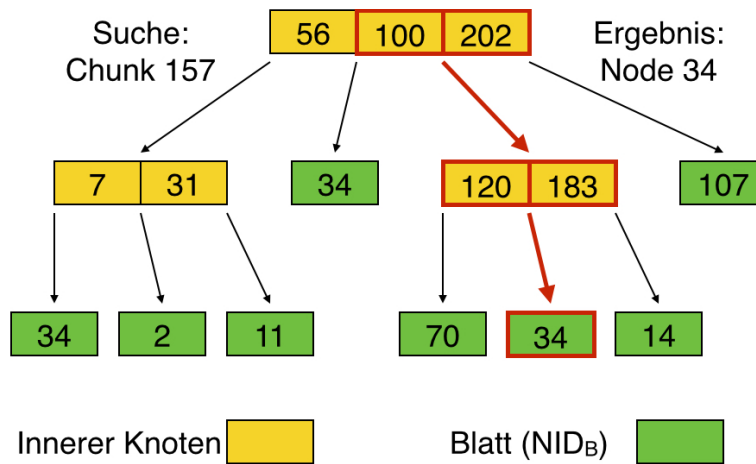 Suche:
Chunk 157
56 100 202
Ergebnis:
Node 34
7 31
34
120 183
107
34
2
11
70
34
14
Innerer Knoten
Blatt (NIDB)